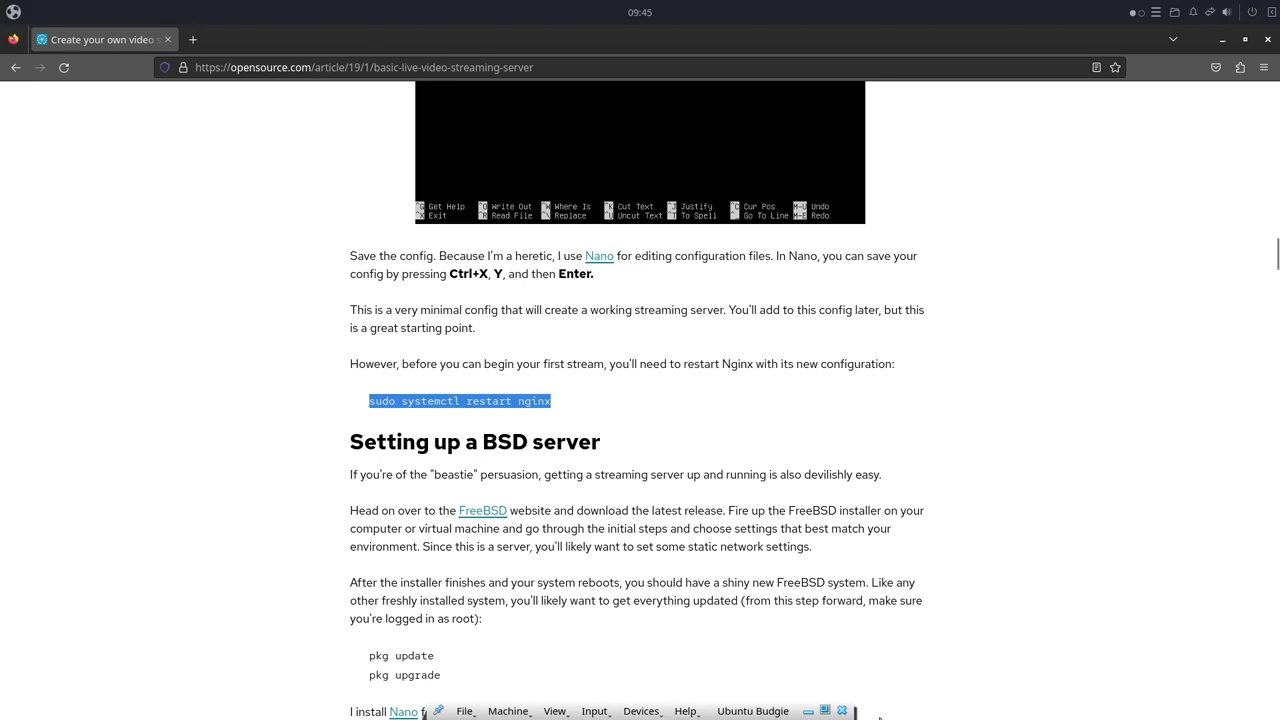 09:45
Create your own video s
https://opensource.com/article/19/1/basic-live-video-streaming-server
^G Get Help ^O Write Out ^W Where Is ^K Cut Text ^J Justify ^C Cur Pos M-U Undo
^X Exit ^R Read File ^\ Replace ^U Uncut Text ^T To Spell ^_ Go To Line M-E Redo
Save the config. Because I'm a heretic, I use Nano for editing configuration files. In Nano, you can save your
config by pressing Ctrl+X, Y, and then Enter.
This is a very minimal config that will create a working streaming server. You'll add to this config later, but this
is a great starting point.
However, before you can begin your first stream, you'll need to restart Nginx with its new configuration:
sudo systemctl restart nginx
Setting up a BSD server
If you're of the "beastie" persuasion, getting a streaming server up and running is also devilishly easy.
Head on over to the FreeBSD website and download the latest release. Fire up the FreeBSD installer on your
computer or virtual machine and go through the initial steps and choose settings that best match your
environment. Since this is a server, you'll likely want to set some static network settings.
After the installer finishes and your system reboots, you should have a shiny new FreeBSD system. Like any
other freshly installed system, you'll likely want to get everything updated (from this step forward, make sure
you're logged in as root):
pkg update
pkg upgrade
I install Nano f
File Machine View Input Devices Help Ubuntu Budgie